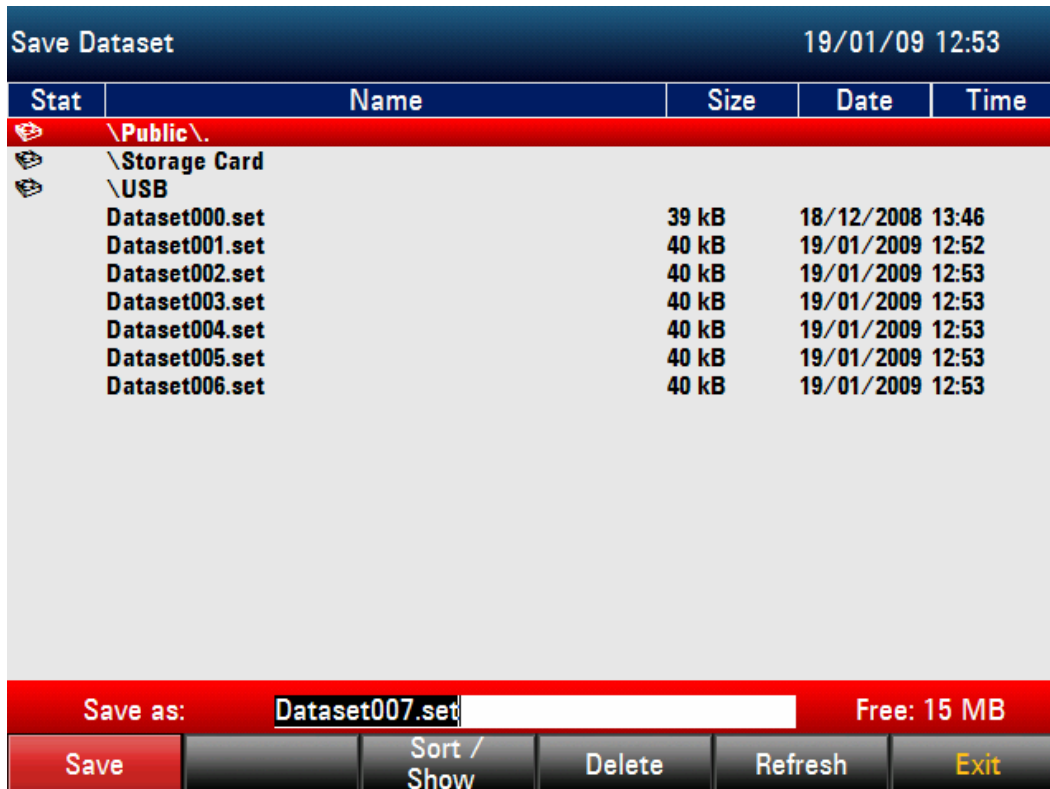 Save Dataset 19/01/09 12:53
Stat Name Size Date Time
\Public\.
\Storage Card
\USB
Dataset000.set 39 kB 18/12/2008 13:46
Dataset001.set 40 kB 19/01/2009 12:52
Dataset002.set 40 kB 19/01/2009 12:53
Dataset003.set 40 kB 19/01/2009 12:53
Dataset004.set 40 kB 19/01/2009 12:53
Dataset005.set 40 kB 19/01/2009 12:53
Dataset006.set 40 kB 19/01/2009 12:53
Save as: Dataset007.set Free: 15 MB
Save Sort / Show Delete Refresh Exit